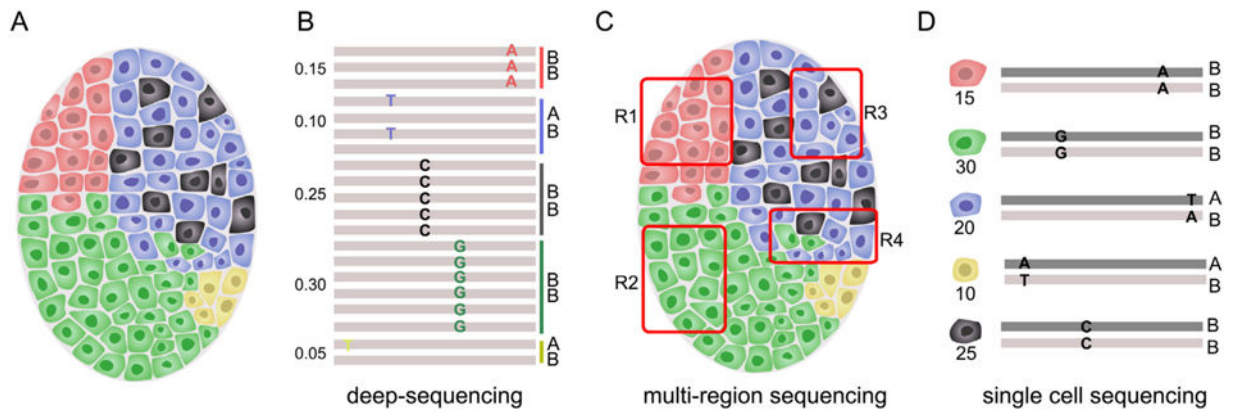 A
B
C
D
0.15
A
A
A
B
B
0.10
T
T
A
B
0.25
C
C
C
C
C
B
B
0.30
G
G
G
G
G
G
B
B
0.05
T
A
B
deep-sequencing
R1
R3
R4
R2
multi-region sequencing
15
A
A
B
B
30
G
G
B
B
20
T
A
A
B
10
A
T
A
B
25
C
C
B
B
single cell sequencing